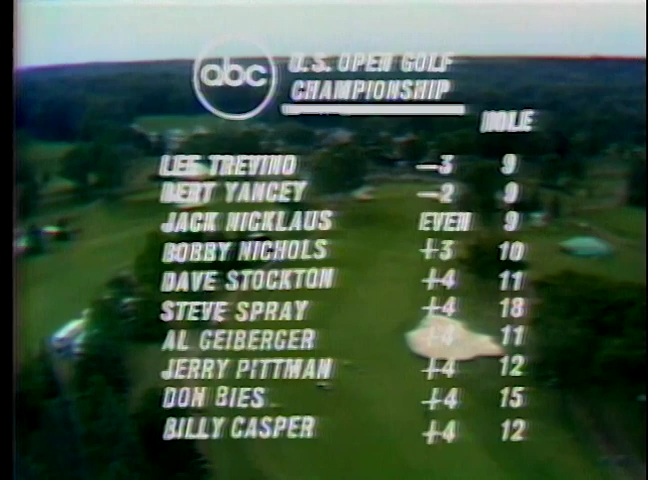 abc U.S. OPEN GOLF
CHAMPIONSHIP
HOLE
LEE TREVINO -3 9
BERT YANCEY -2 9
JACK NICKLAUS EVEN 9
BOBBY NICHOLS +3 10
DAVE STOCKTON +4 11
STEVE SPRAY +4 18
AL GEIBERGER +4 11
JERRY PITTMAN +4 12
DON BIES +4 15
BILLY CASPER +4 12